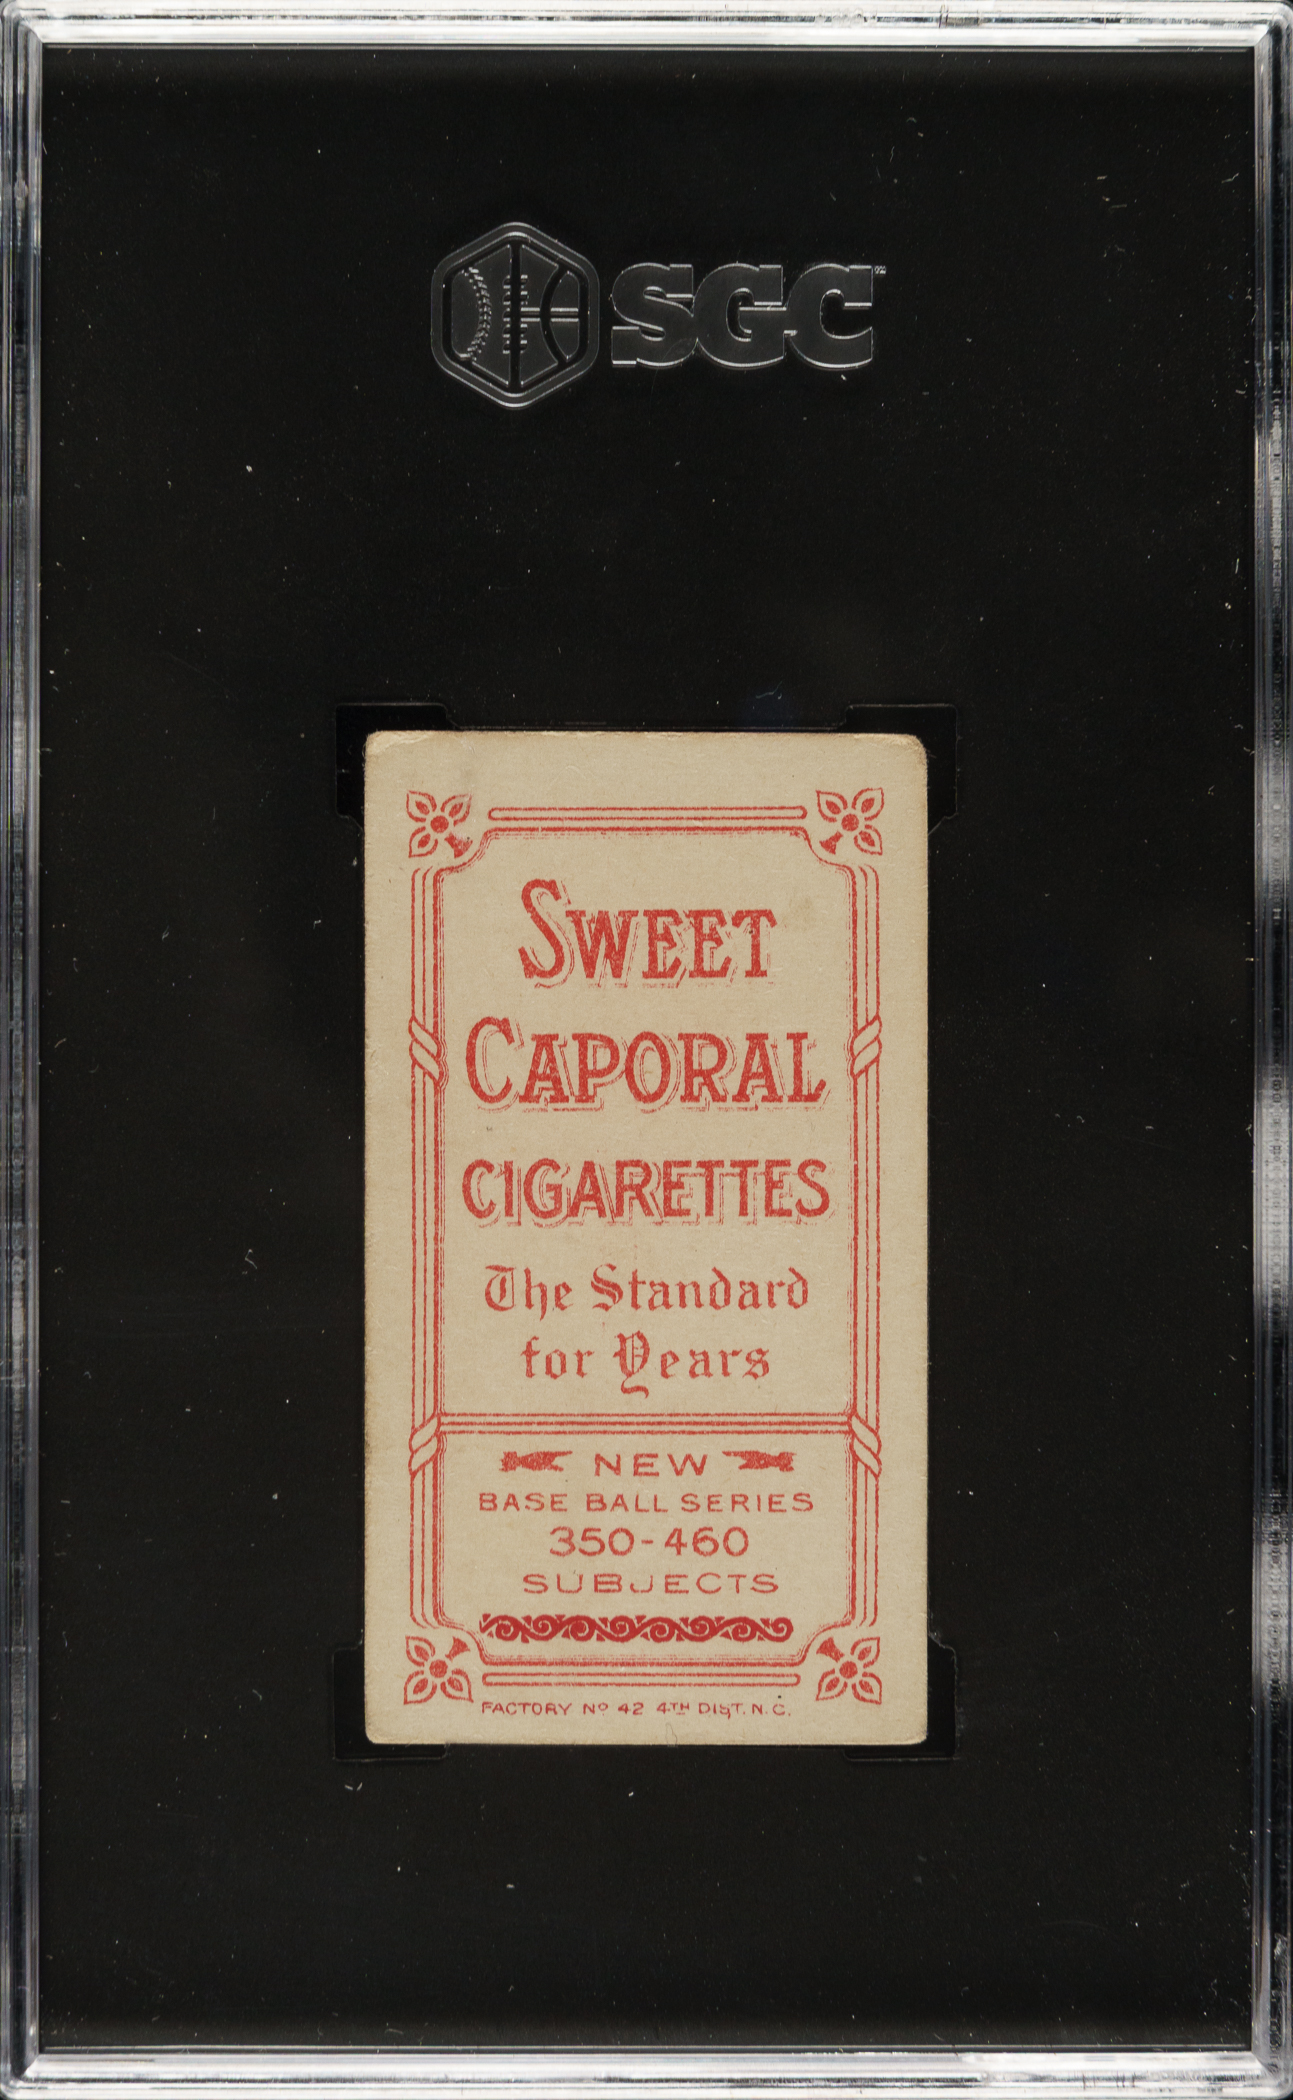 SGC
SWEET
CAPORAL
CIGARETTES
The Standard
for Years
NEW
BASE BALL SERIES
350-460
SUBJECTS
FACTORY Nº 42 4TH DIST. N.C.